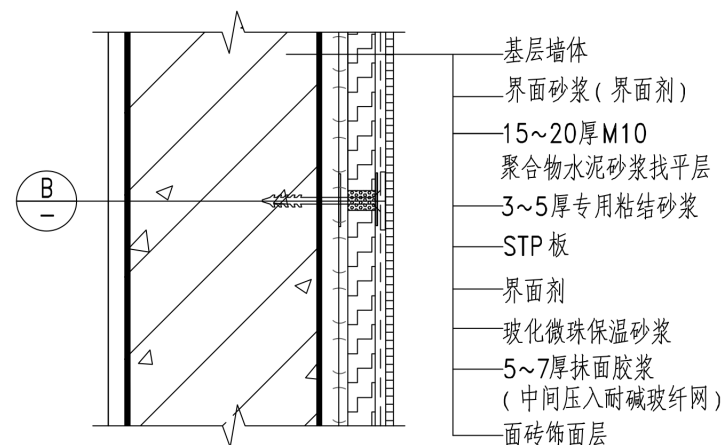 基层墙体
界面砂浆(界面剂)
15~20厚M10
聚合物水泥砂浆找平层
3~5厚专用粘结砂浆
STP板
界面剂
玻化微珠保温砂浆
5~7厚抹面胶浆
(中间压入耐碱玻纤网)
面砖饰面层
B
–